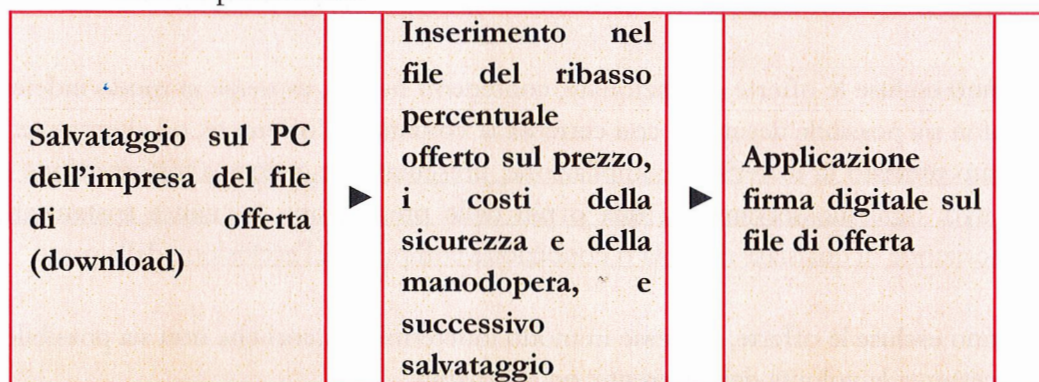 Salvataggio sul PC
dell'impresa del file
di offerta
(download)
Inserimento nel
file del ribasso
percentuale
offerto sul prezzo,
i costi della
sicurezza e della
manodopera, e
successivo
salvataggio
Applicazione
firma digitale sul
file di offerta